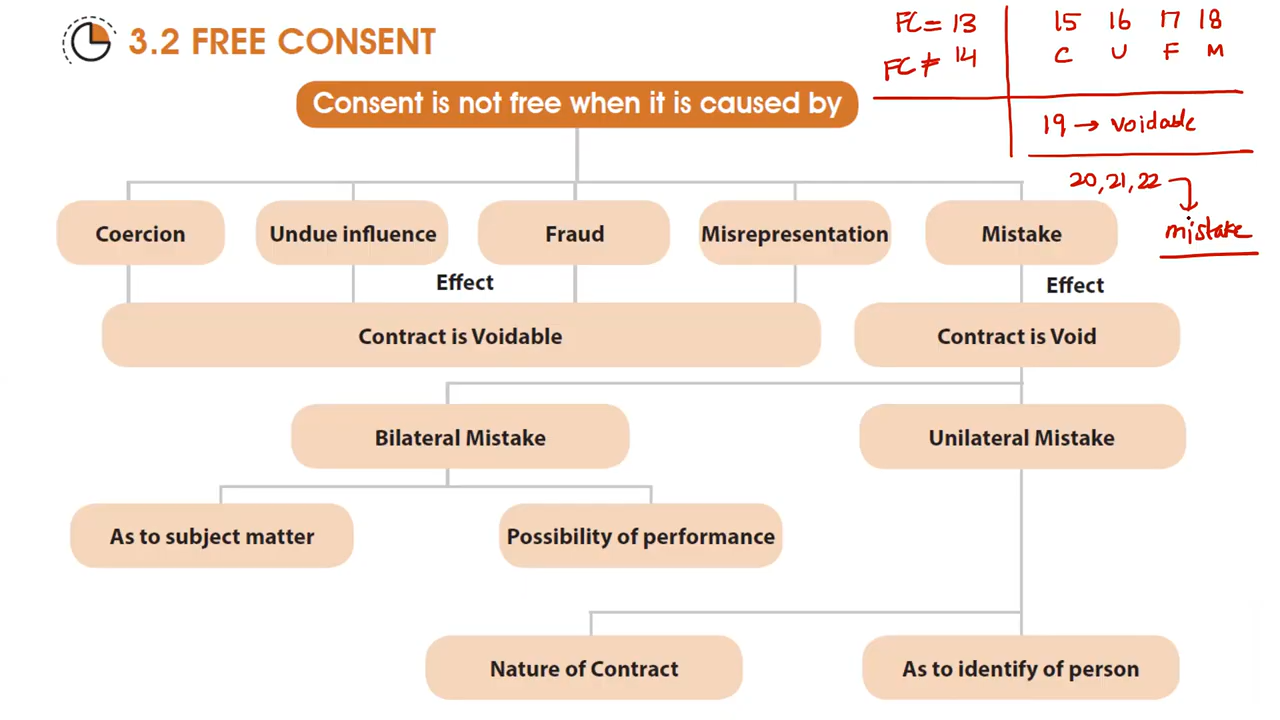 3.2 FREE CONSENT
FC = 13
FC ≠ 14
15 16 17 18
C U F M
19 → voidable
20, 21, 22
mistake
Consent is not free when it is caused by
Coercion
Undue influence
Fraud
Misrepresentation
Mistake
Effect
Effect
Contract is Voidable
Contract is Void
Bilateral Mistake
Unilateral Mistake
As to subject matter
Possibility of performance
Nature of Contract
As to identify of person